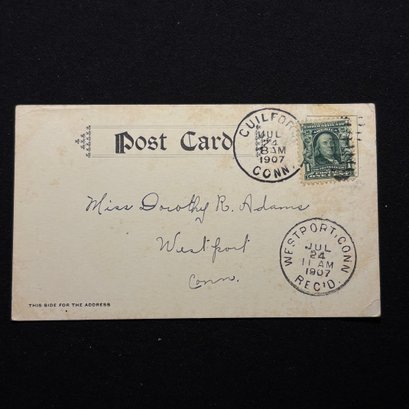 Post Card
GUILFORD
JUL
24
8 AM
1907
CONN.
1
Miss Dorothy R. Adams
Westport
Conn.
WESTPORT, CONN
JUL
24
11 AM
1907
REC'D.
THIS SIDE FOR THE ADDRESS